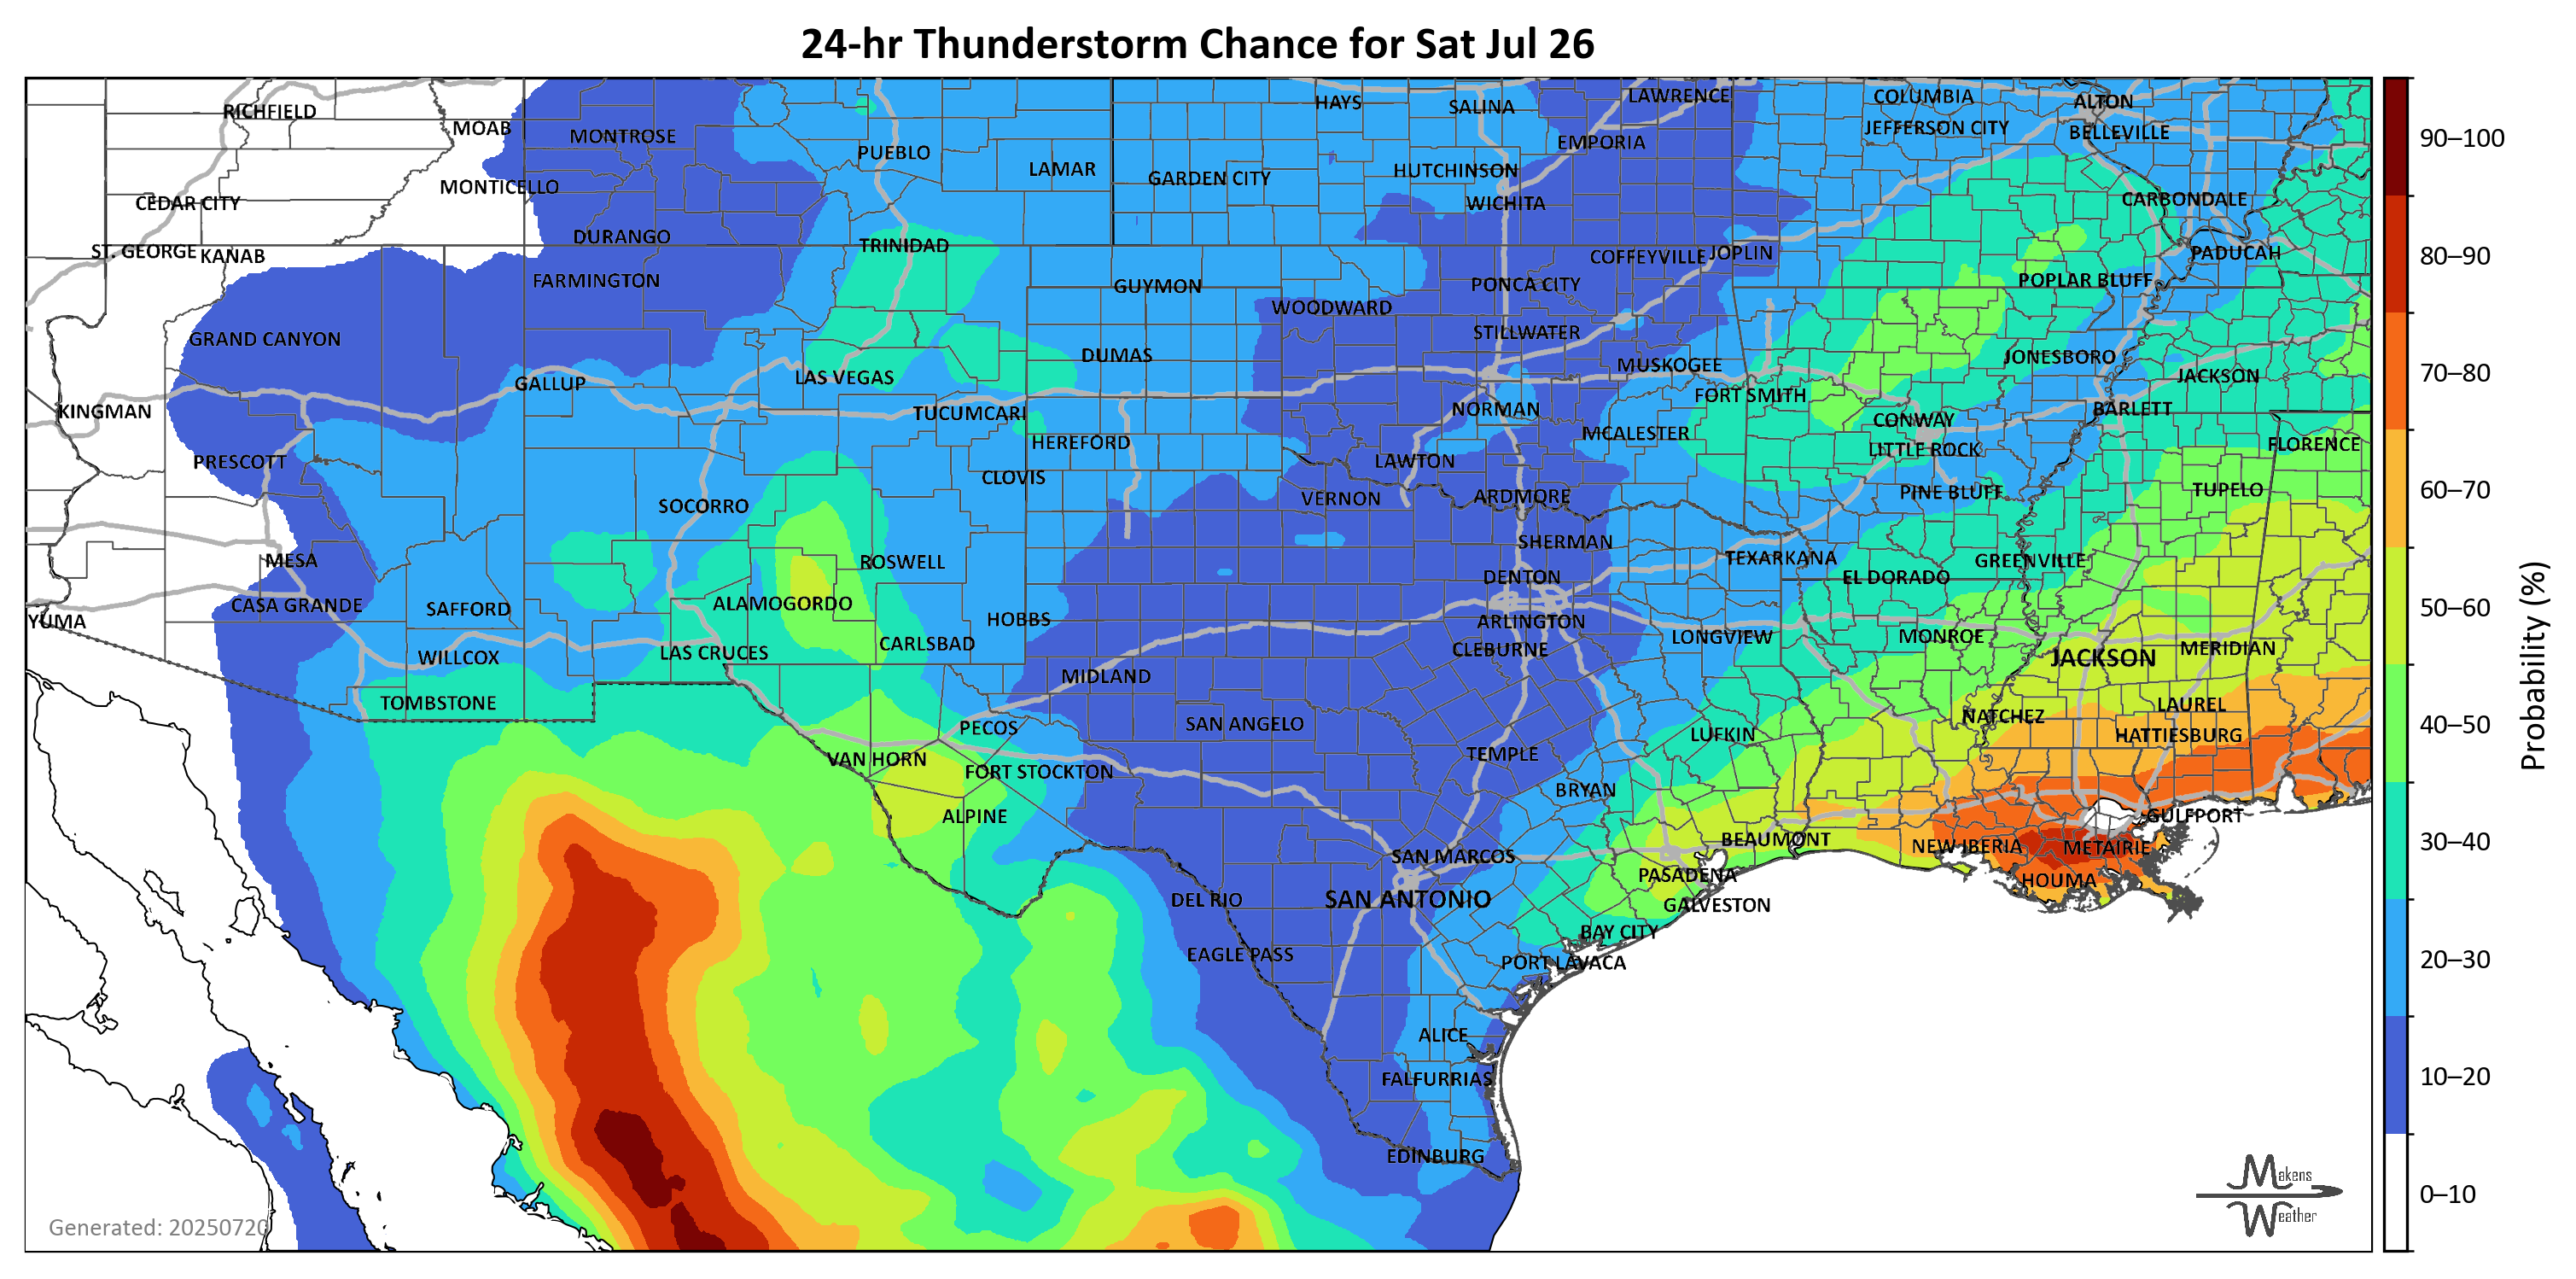 24-hr Thunderstorm Chance for Sat Jul 26
RICHFIELD
MOAB
MONTROSE
PUEBLO
LAMAR
HAYS
SALINA
LAWRENCE
COLUMBIA
ALTON
JEFFERSON CITY
BELLEVILLE
EMPORIA
HUTCHINSON
GARDEN CITY
MONTICELLO
CEDAR CITY
WICHITA
CARBONDALE
DURANGO
TRINIDAD
ST. GEORGE
KANAB
COFFEYVILLE
JOPLIN
PADUCAH
FARMINGTON
GUYMON
PONCA CITY
POPLAR BLUFF
WOODWARD
GRAND CANYON
STILLWATER
DUMAS
MUSKOGEE
JONESBORO
GALLUP
LAS VEGAS
JACKSON
FORT SMITH
KINGMAN
TUCUMCARI
NORMAN
BARLETT
CONWAY
HEREFORD
MCALESTER
LITTLE ROCK
FLORENCE
PRESCOTT
LAWTON
CLOVIS
VERNON
ARDMORE
PINE BLUFF
TUPELO
SOCORRO
SHERMAN
MESA
ROSWELL
TEXARKANA
GREENVILLE
DENTON
EL DORADO
CASA GRANDE
SAFFORD
ALAMOGORDO
YUMA
HOBBS
ARLINGTON
LONGVIEW
MONROE
CARLSBAD
CLEBURNE
WILLCOX
LAS CRUCES
JACKSON
MERIDIAN
MIDLAND
TOMBSTONE
LAUREL
NATCHEZ
PECOS
SAN ANGELO
LUFKIN
HATTIESBURG
VAN HORN
TEMPLE
FORT STOCKTON
BRYAN
ALPINE
GULFPORT
BEAUMONT
NEW IBERIA
METAIRIE
SAN MARCOS
PASADENA
HOUMA
DEL RIO
SAN ANTONIO
GALVESTON
BAY CITY
EAGLE PASS
PORT LAVACA
ALICE
FALFURRIAS
EDINBURG
Generated: 20250720
Makens
Weather
90–100
80–90
70–80
60–70
50–60
40–50
30–40
20–30
10–20
0–10
Probability (%)